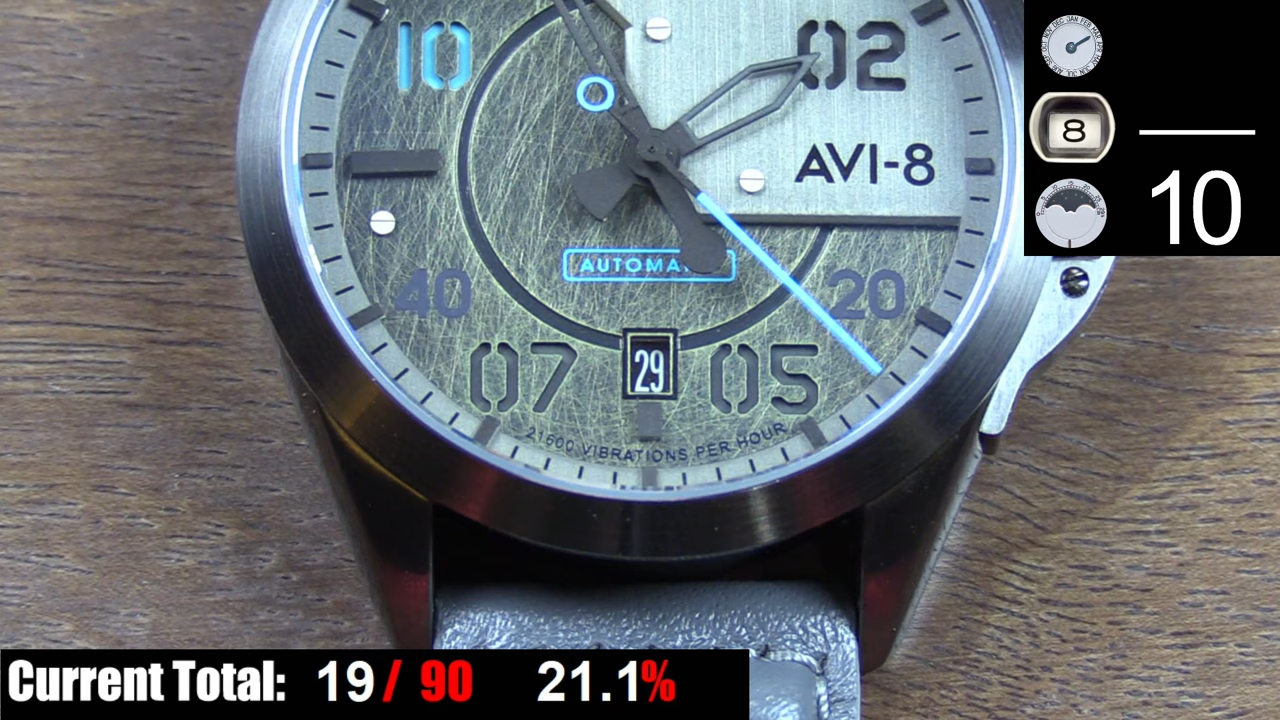 10
02
AVI-8
AUTOMA
40
20
07
29
05
21600 VIBRATIONS PER HOUR
8
10
Current Total: 19/ 90 21.1%